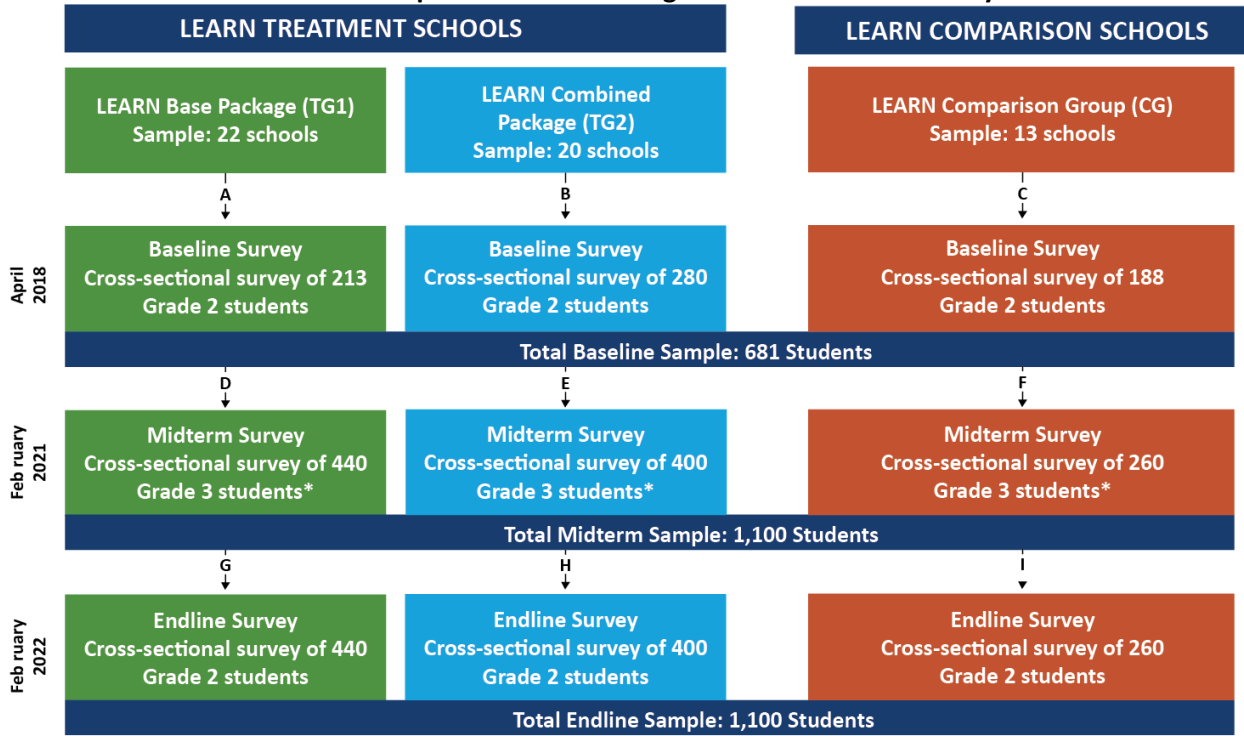 LEARN TREATMENT SCHOOLS
LEARN COMPARISON SCHOOLS
LEARN Base Package (TG1)
Sample: 22 schools
LEARN Combined
Package (TG2)
Sample: 20 schools
LEARN Comparison Group (CG)
Sample: 13 schools
A
B
C
April
2018
Baseline Survey
Cross-sectional survey of 213
Grade 2 students
Baseline Survey
Cross-sectional survey of 280
Grade 2 students
Baseline Survey
Cross-sectional survey of 188
Grade 2 students
Total Baseline Sample: 681 Students
D
E
F
Feb ruary
2021
Midterm Survey
Cross-sectional survey of 440
Grade 3 students*
Midterm Survey
Cross-sectional survey of 400
Grade 3 students*
Midterm Survey
Cross-sectional survey of 260
Grade 3 students*
Total Midterm Sample: 1,100 Students
G
H
I
Feb ruary
2022
Endline Survey
Cross-sectional survey of 440
Grade 2 students
Endline Survey
Cross-sectional survey of 400
Grade 2 students
Endline Survey
Cross-sectional survey of 260
Grade 2 students
Total Endline Sample: 1,100 Students